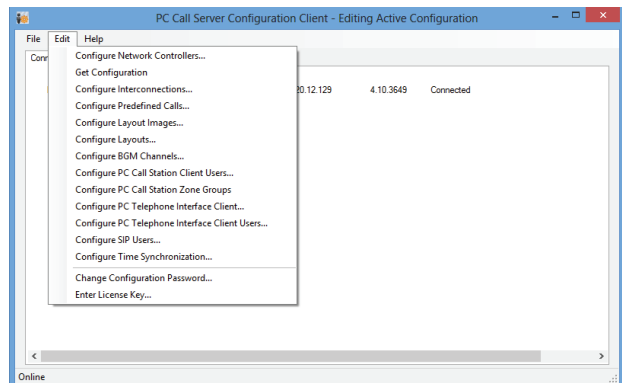 PC Call Server Configuration Client - Editing Active Configuration
File Edit Help
Conr
Configure Network Controllers...
Get Configuration
Configure Interconnections...
20.12.129 4.10.3649 Connected
Configure Predefined Calls...
Configure Layout Images...
Configure Layouts...
Configure BGM Channels...
Configure PC Call Station Client Users...
Configure PC Call Station Zone Groups
Configure PC Telephone Interface Client...
Configure PC Telephone Interface Client Users...
Configure SIP Users...
Configure Time Synchronization...
Change Configuration Password...
Enter License Key...
Online